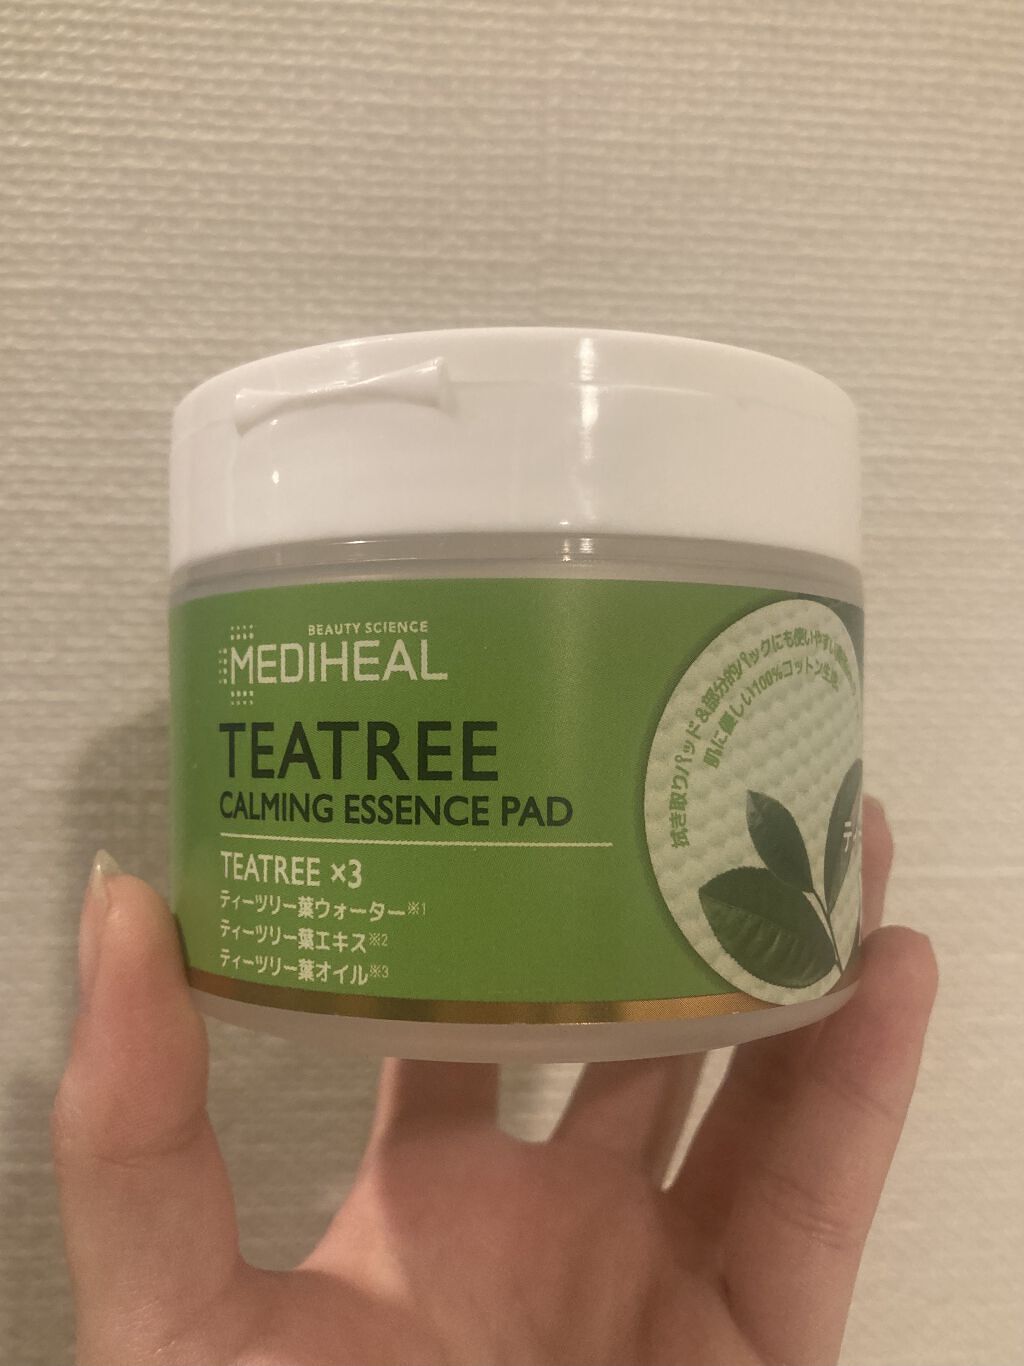 BEAUTY SCIENCE
MEDIHEAL
TEATREE
CALMING ESSENCE PAD
TEATREE ×3
ティーツリー葉ウォーター※1
ティーツリー葉エキス※2
ティーツリー葉オイル※3
拭き取りパッド&部分的パックにも使いやすい
肌に優しい100%コットン生地
ティー